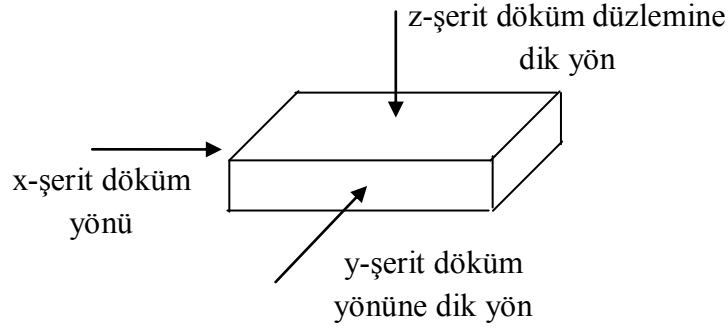 z-şerit döküm düzlemine
dik yön
x-şerit döküm
yönü
y-şerit döküm
yönüne dik yön